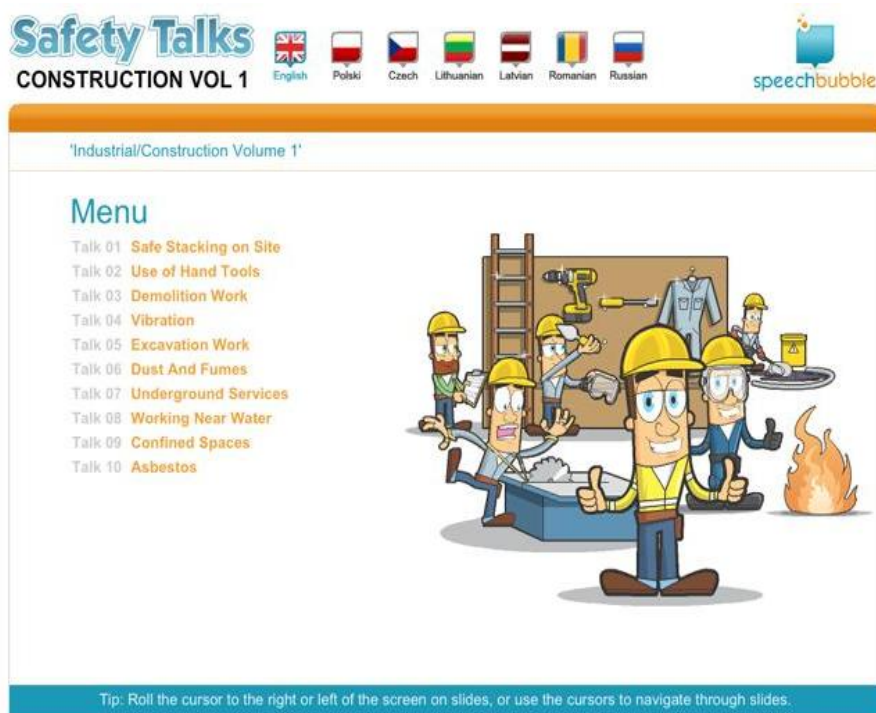 Safety Talks
CONSTRUCTION VOL 1
English Polski Czech Lithuanian Latvian Romanian Russian
speechbubble
'Industrial/Construction Volume 1'
Menu
Talk 01 Safe Stacking on Site
Talk 02 Use of Hand Tools
Talk 03 Demolition Work
Talk 04 Vibration
Talk 05 Excavation Work
Talk 06 Dust And Fumes
Talk 07 Underground Services
Talk 08 Working Near Water
Talk 09 Confined Spaces
Talk 10 Asbestos
Tip: Roll the cursor to the right or left of the screen on slides, or use the cursors to navigate through slides.